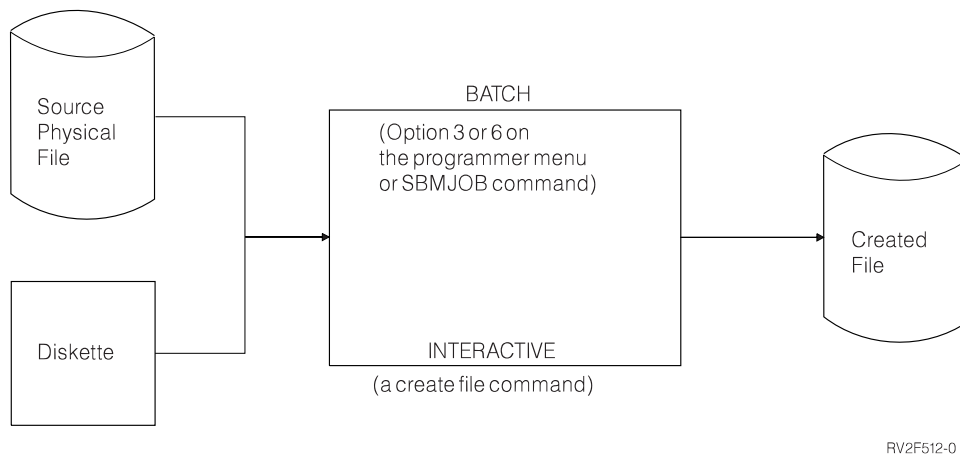 Source
Physical
File
BATCH
(Option 3 or 6 on
the programmer menu
or SBMJOB command)
Created
File
Diskette
INTERACTIVE
(a create file command)
RV2F512-0